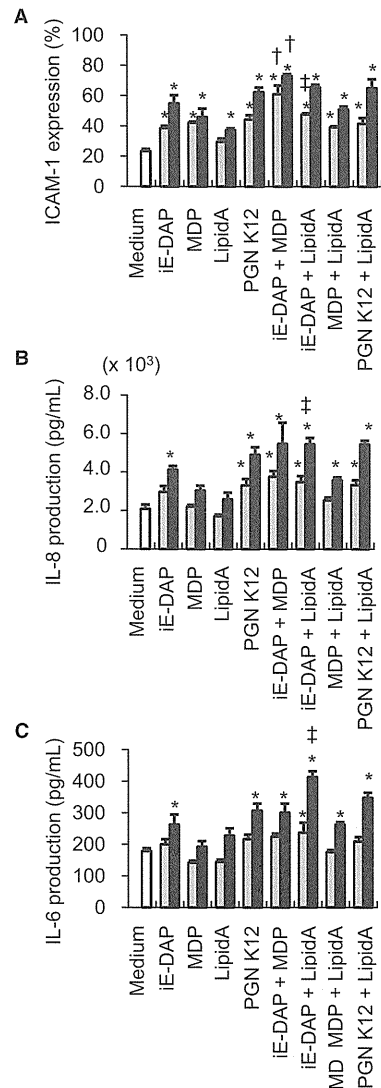 A
ICAM-1 expression (%)
100
80
60
40
20
0
* * * * * * † * † * ‡ * * * * *
Medium
iE-DAP
MDP
LipidA
PGN K12
iE-DAP + MDP
iE-DAP + LipidA
MDP + LipidA
PGN K12 + LipidA
B
(x 10³)
IL-8 production (pg/mL)
8.0
6.0
4.0
2.0
0
* * * * * * ‡ * * * *
Medium
iE-DAP
MDP
LipidA
PGN K12
iE-DAP + MDP
iE-DAP + LipidA
MDP + LipidA
PGN K12 + LipidA
C
IL-6 production (pg/mL)
500
400
300
200
100
0
* * * * ‡ * * *
Medium
iE-DAP
MDP
LipidA
PGN K12
iE-DAP + MDP
iE-DAP + LipidA
MD MDP + LipidA
PGN K12 + LipidA